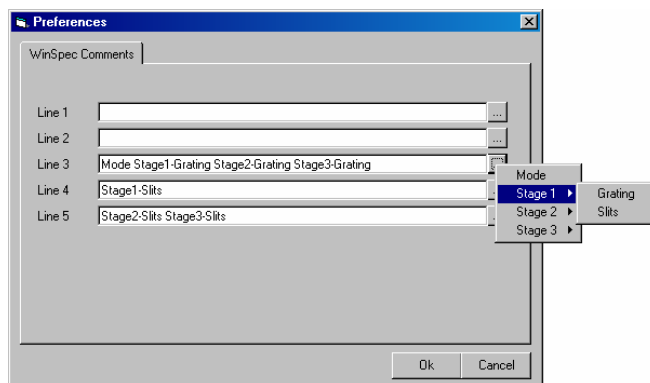 Preferences
WinSpec Comments
Line 1
...
Line 2
...
Line 3 Mode Stage1-Grating Stage2-Grating Stage3-Grating
Line 4 Stage1-Slits
Line 5 Stage2-Slits Stage3-Slits
Mode
Stage 1
Stage 2
Stage 3
Grating
Slits
Ok Cancel